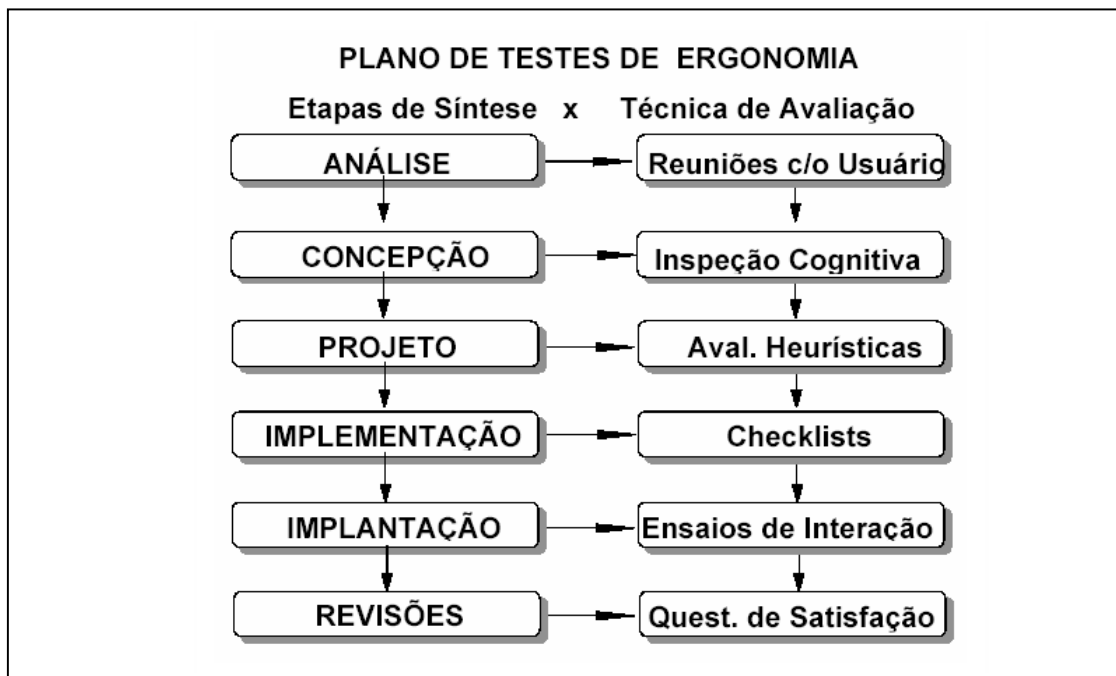 PLANO DE TESTES DE ERGONOMIA
Etapas de Síntese x Técnica de Avaliação
ANÁLISE
Reuniões c/o Usuário
CONCEPÇÃO
Inspeção Cognitiva
PROJETO
Aval. Heurísticas
IMPLEMENTAÇÃO
Checklists
IMPLANTAÇÃO
Ensaios de Interação
REVISÕES
Quest. de Satisfação